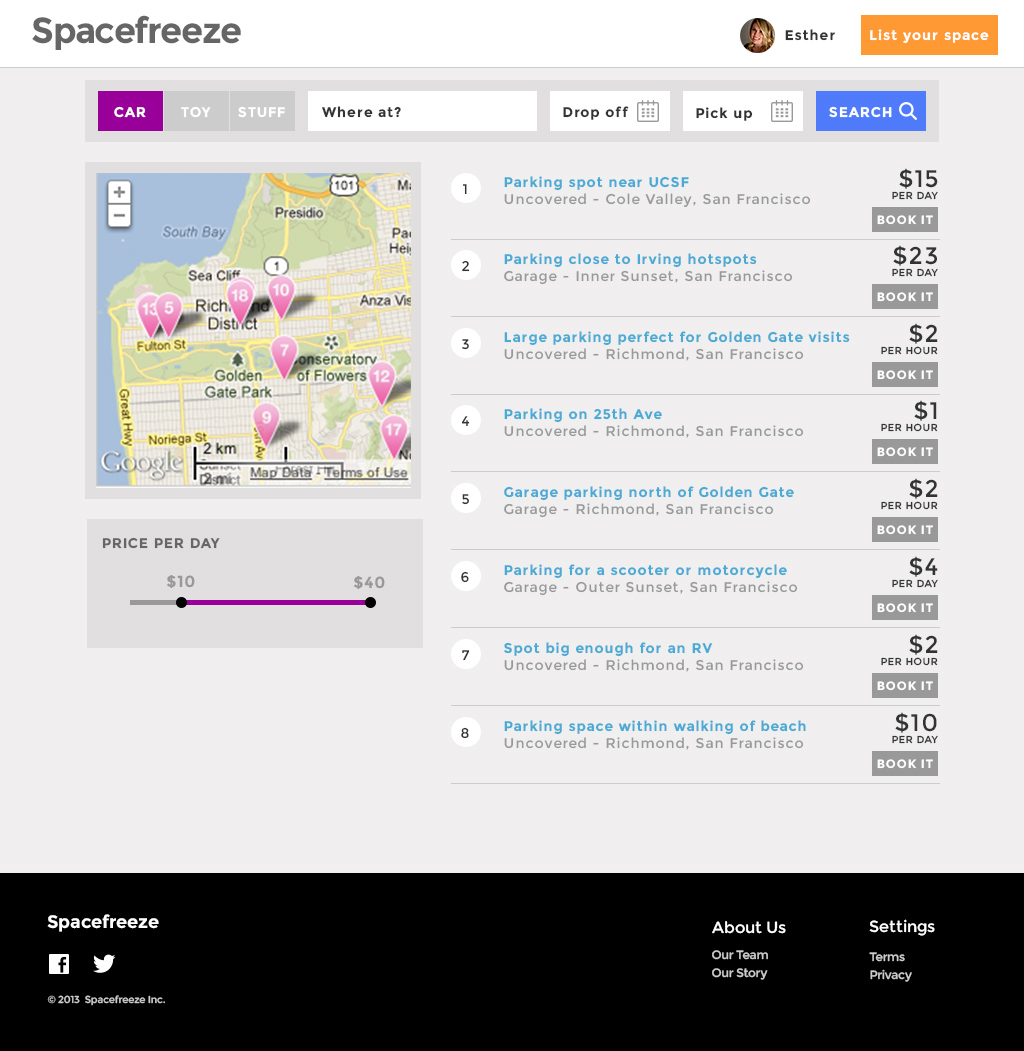 Spacefreeze
Esther
List your space
CAR
TOY
STUFF
Where at?
Drop off
Pick up
SEARCH
+
−
101
Presidio
South Bay
1
Sea Cliff
18
10
13
5
Anza
District
Fulton St
7
Conservatory
of Flowers
Golden
Gate Park
12
9
17
Great Hwy
Noriega St
2 km
Google
2 mi
Map Data - Terms of Use
PRICE PER DAY
$10
$40
1
Parking spot near UCSF
Uncovered - Cole Valley, San Francisco
$15
PER DAY
BOOK IT
2
Parking close to Irving hotspots
Garage - Inner Sunset, San Francisco
$23
PER DAY
BOOK IT
3
Large parking perfect for Golden Gate visits
Uncovered - Richmond, San Francisco
$2
PER HOUR
BOOK IT
4
Parking on 25th Ave
Uncovered - Richmond, San Francisco
$1
PER HOUR
BOOK IT
5
Garage parking north of Golden Gate
Garage - Richmond, San Francisco
$2
PER HOUR
BOOK IT
6
Parking for a scooter or motorcycle
Garage - Outer Sunset, San Francisco
$4
PER DAY
BOOK IT
7
Spot big enough for an RV
Uncovered - Richmond, San Francisco
$2
PER HOUR
BOOK IT
8
Parking space within walking of beach
Uncovered - Richmond, San Francisco
$10
PER DAY
BOOK IT
Spacefreeze
© 2013 Spacefreeze Inc.
About Us
Our Team
Our Story
Settings
Terms
Privacy